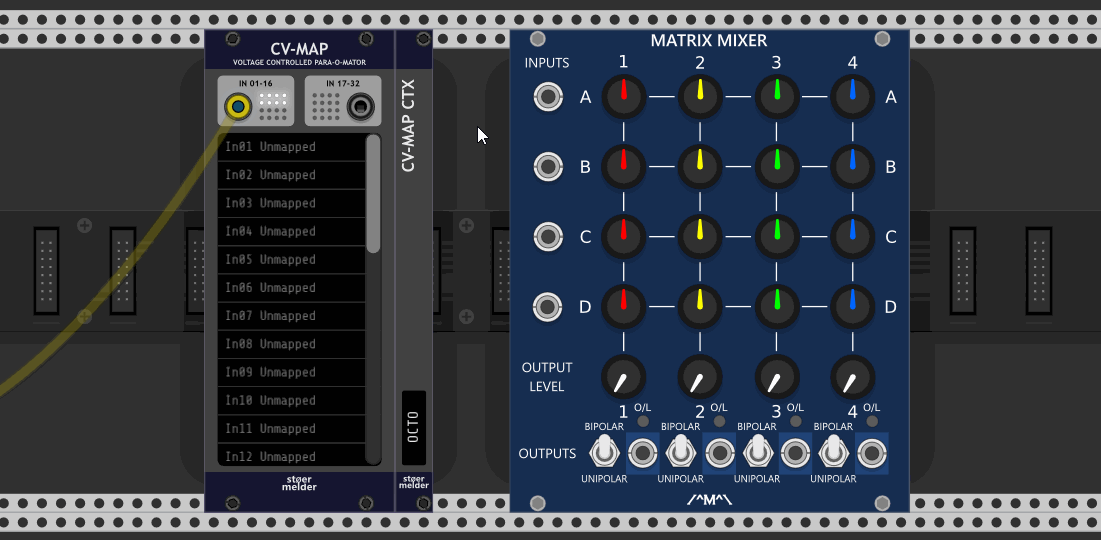 CV-MAP
VOLTAGE CONTROLLED PARA-O-MATOR
IN 01-16
IN 17-32
In01 Unmapped
In02 Unmapped
In03 Unmapped
In04 Unmapped
In05 Unmapped
In06 Unmapped
In07 Unmapped
In08 Unmapped
In09 Unmapped
In10 Unmapped
In11 Unmapped
In12 Unmapped
støer
melder
CV-MAP CTX
OCTO
støer
melder
MATRIX MIXER
INPUTS 1 2 3 4
A A
B B
C C
D D
OUTPUT
LEVEL
1 O/L 2 O/L 3 O/L 4 O/L
BIPOLAR BIPOLAR BIPOLAR BIPOLAR
OUTPUTS
UNIPOLAR UNIPOLAR UNIPOLAR UNIPOLAR